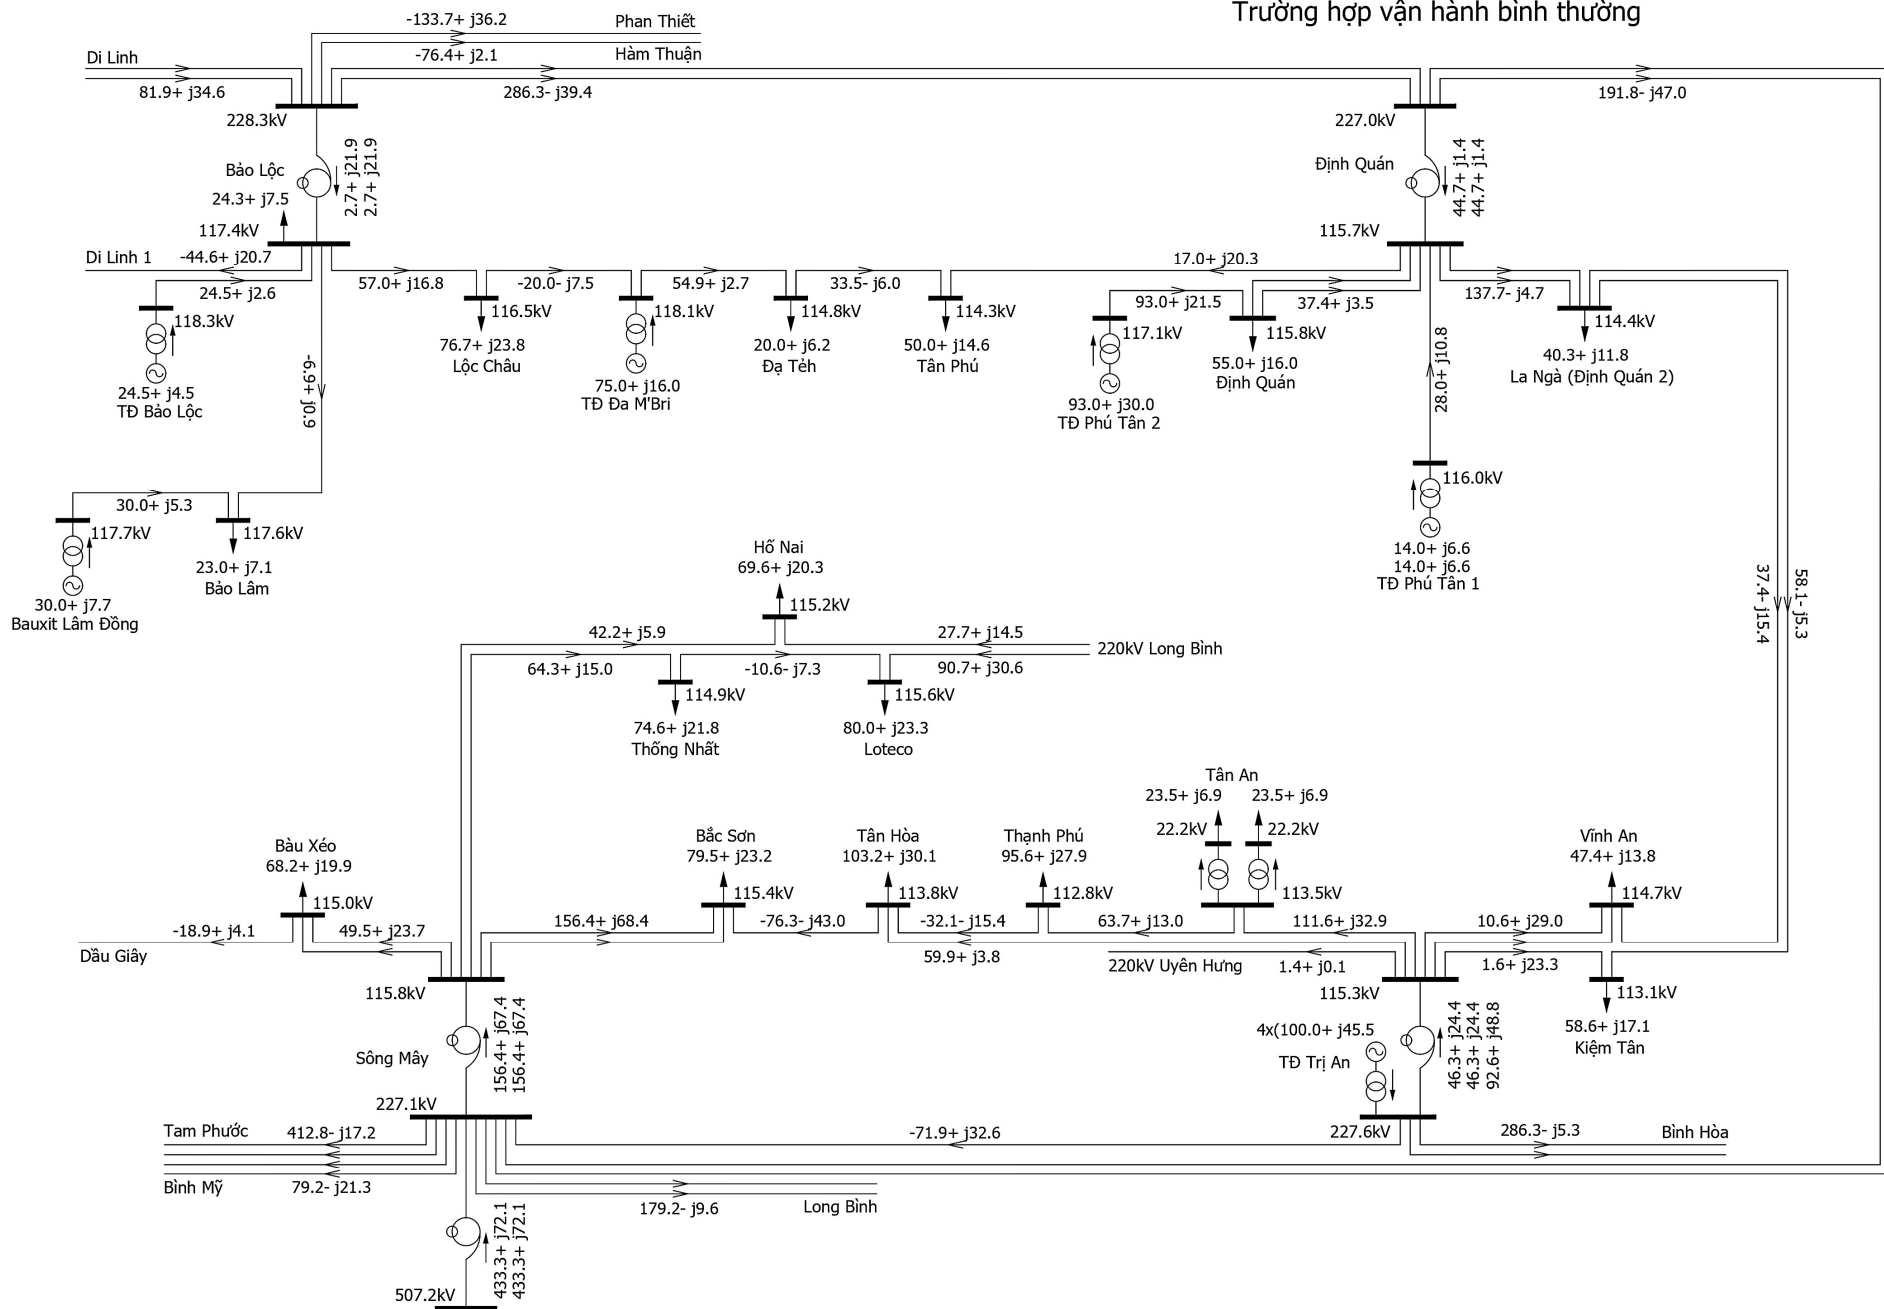 Trường hợp vận hành bình thường
-133.7+ j36.2
Phan Thiết
-76.4+ j2.1
Hàm Thuận
Di Linh
81.9+ j34.6
286.3- j39.4
191.8- j47.0
228.3kV
227.0kV
Bảo Lộc
2.7+ j21.9
2.7+ j21.9
Định Quán
44.7+ j1.4
44.7+ j1.4
24.3+ j7.5
117.4kV
115.7kV
Di Linh 1
-44.6+ j20.7
24.5+ j2.6
57.0+ j16.8
-20.0- j7.5
54.9+ j2.7
33.5- j6.0
17.0+ j20.3
93.0+ j21.5
37.4+ j3.5
137.7- j4.7
118.3kV
116.5kV
118.1kV
114.8kV
114.3kV
117.1kV
115.8kV
114.4kV
76.7+ j23.8
Lộc Châu
20.0+ j6.2
Đạ Tẻh
50.0+ j14.6
Tân Phú
55.0+ j16.0
Định Quán
40.3+ j11.8
La Ngà (Định Quán 2)
24.5+ j4.5
TĐ Bảo Lộc
75.0+ j16.0
TĐ Đa M'Bri
93.0+ j30.0
TĐ Phú Tân 2
28.0+ j10.8
-6.9+ j0.9
116.0kV
14.0+ j6.6
14.0+ j6.6
TĐ Phú Tân 1
30.0+ j5.3
117.7kV
117.6kV
23.0+ j7.1
Bảo Lâm
30.0+ j7.7
Bauxit Lâm Đồng
37.4- j15.4
58.1- j5.3
Hố Nai
69.6+ j20.3
115.2kV
42.2+ j5.9
27.7+ j14.5
220kV Long Bình
64.3+ j15.0
-10.6- j7.3
90.7+ j30.6
114.9kV
115.6kV
74.6+ j21.8
Thống Nhất
80.0+ j23.3
Loteco
Tân An
23.5+ j6.9
23.5+ j6.9
22.2kV
22.2kV
Bàu Xéo
68.2+ j19.9
115.0kV
Bắc Sơn
79.5+ j23.2
115.4kV
Tân Hòa
103.2+ j30.1
113.8kV
Thạnh Phú
95.6+ j27.9
112.8kV
113.5kV
Vĩnh An
47.4+ j13.8
114.7kV
-18.9+ j4.1
Dầu Giây
49.5+ j23.7
156.4+ j68.4
-76.3- j43.0
-32.1- j15.4
59.9+ j3.8
63.7+ j13.0
111.6+ j32.9
10.6+ j29.0
220kV Uyên Hưng
1.4+ j0.1
1.6+ j23.3
115.8kV
115.3kV
113.1kV
58.6+ j17.1
Kiệm Tân
Sông Mây
156.4+ j67.4
156.4+ j67.4
4x(100.0+ j45.5
TĐ Trị An
46.3+ j24.4
46.3+ j24.4
92.6+ j48.8
227.1kV
227.6kV
Tam Phước
412.8- j17.2
-71.9+ j32.6
286.3- j5.3
Bình Hòa
Bình Mỹ
79.2- j21.3
179.2- j9.6
Long Bình
433.3+ j72.1
433.3+ j72.1
507.2kV